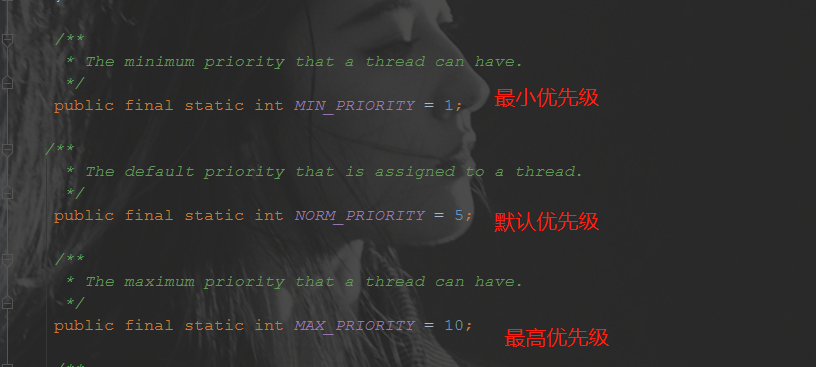 /**
* The minimum priority that a thread can have.
*/
public final static int MIN_PRIORITY = 1;
最小优先级
/**
* The default priority that is assigned to a thread.
*/
public final static int NORM_PRIORITY = 5;
默认优先级
/**
* The maximum priority that a thread can have.
*/
public final static int MAX_PRIORITY = 10;
最高优先级
/**